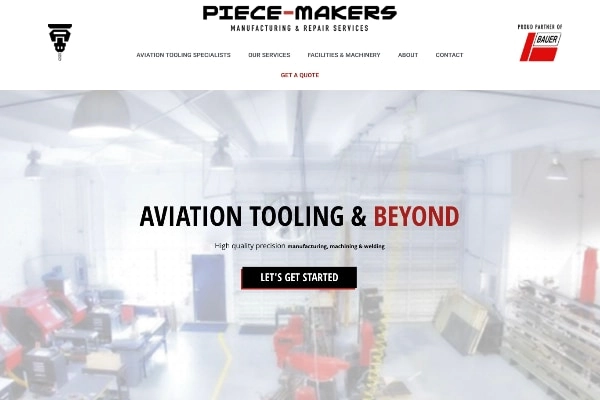 PIECE-MAKERS
MANUFACTURING & REPAIR SERVICES
PROUD PARTNER OF
BAUER
AVIATION TOOLING SPECIALISTS
OUR SERVICES
FACILITIES & MACHINERY
ABOUT
CONTACT
GET A QUOTE
AVIATION TOOLING & BEYOND
High quality precision manufacturing, machining & welding
LET'S GET STARTED